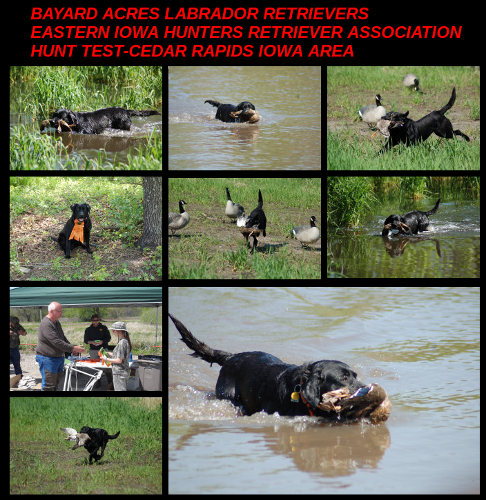 BAYARD ACRES LABRADOR RETRIEVERS
EASTERN IOWA HUNTERS RETRIEVER ASSOCIATION
HUNT TEST-CEDAR RAPIDS IOWA AREA